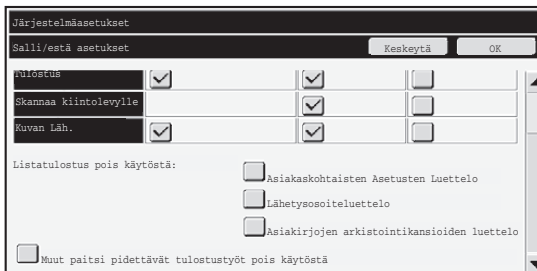 Järjestelmäasetukset
Salli/estä asetukset
Keskeytä
OK
Tulostus
Skannaa kiintolevylle
Kuvan Läh.
Listatulostus pois käytöstä:
Asiakaskohtaisten Asetusten Luettelo
Lähetysosoiteluettelo
Asiakirjojen arkistointikansioiden luettelo
Muut paitsi pidettävät tulostustyöt pois käytöstä